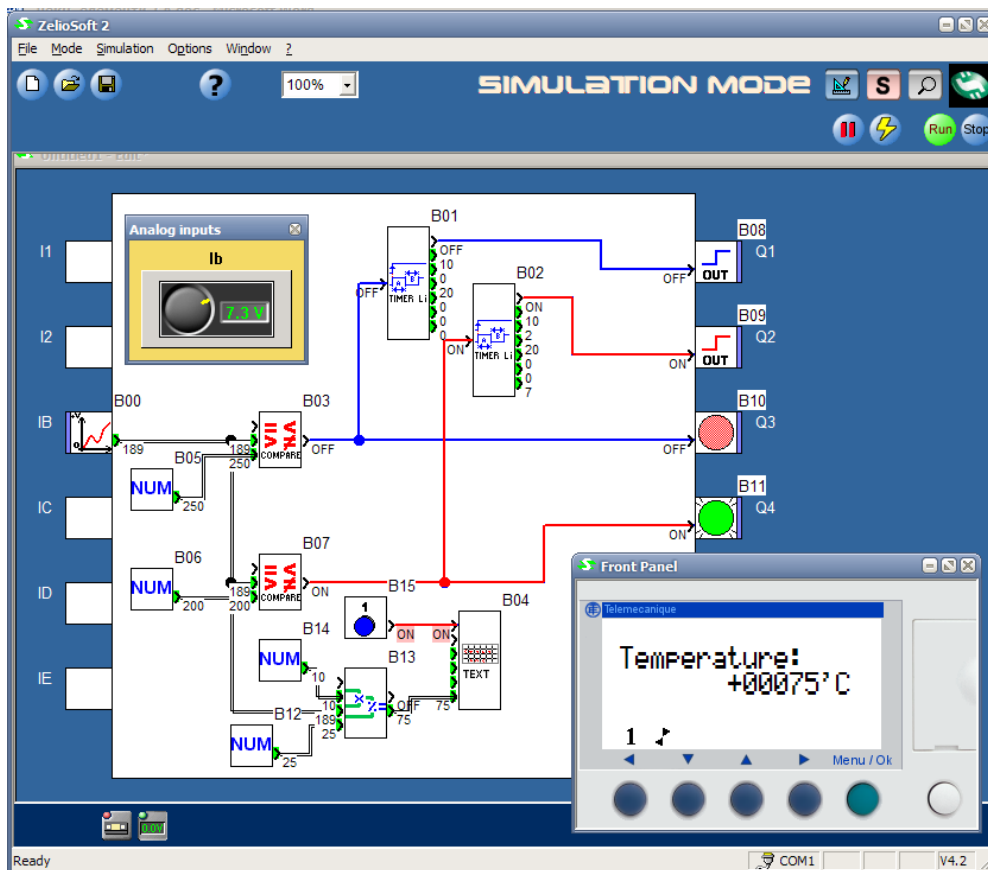 ZelioSoft 2
File Mode Simulation Options Window ?
100%
SIMULATION MODE
S
Run Stop
Analog inputs
Ib
7.3 V
I1
I2
IB
IC
ID
IE
B01
OFF
OFF
10
0
20
0
0
0
TIMER Li
B02
ON
ON
10
2
20
0
0
7
TIMER Li
B08
Q1
OFF
OUT
B09
Q2
ON
OUT
B00
189
B03
189
250
COMPARE
OFF
B10
Q3
OFF
B05
NUM
250
B11
Q4
ON
B06
NUM
200
B07
189
200
COMPARE
ON
B15
1
ON ON
B04
TEXT
75
B14
NUM
10
B13
10
189
25
OFF
75
B12
NUM
25
Front Panel
Telemecanique
Temperature:
+00075'C
1
Menu / Ok
0.0V
Ready
COM1
V4.2